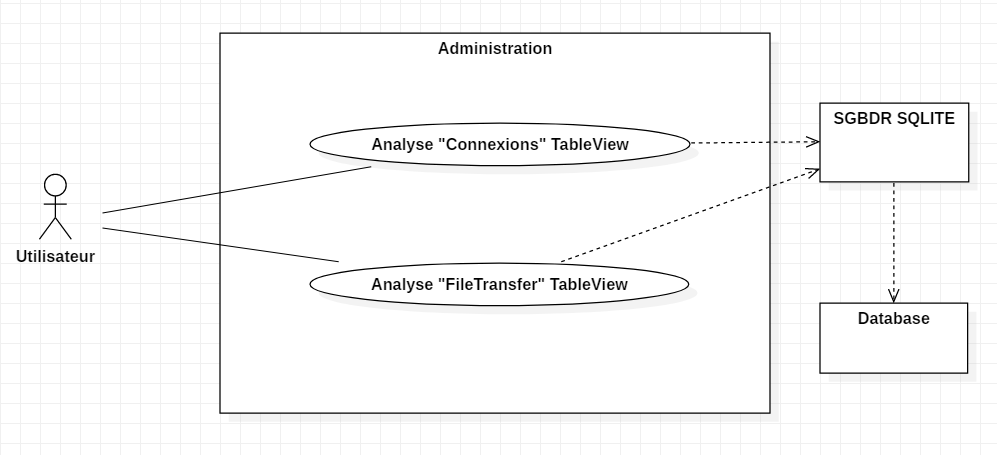 Administration
SGBDR SQLITE
Analyse "Connexions" TableView
Utilisateur
Analyse "FileTransfer" TableView
Database